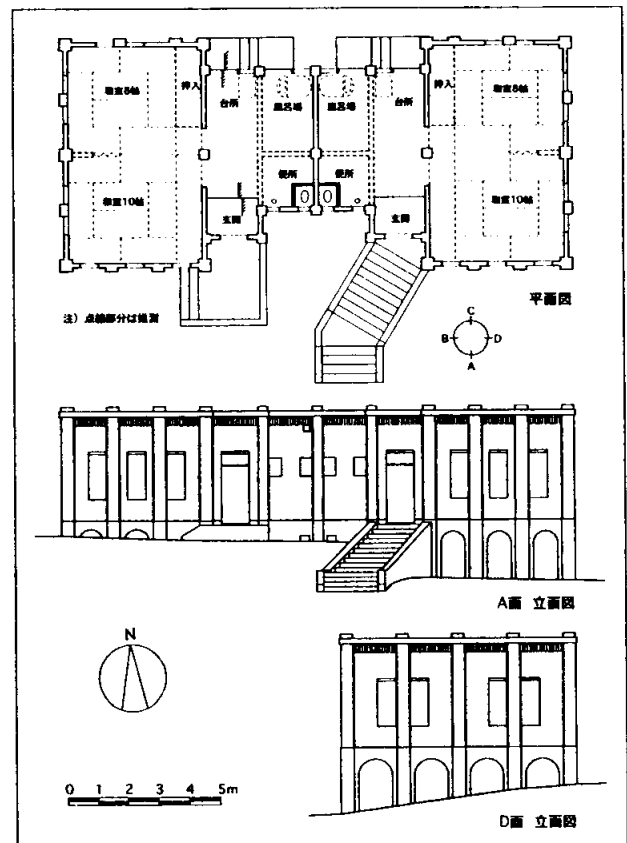 和室8帖
押入
台所
風呂場
風呂場
台所
押入
和室8帖
和室10帖
便所
便所
和室10帖
玄関
玄関
平面図
注）点線部分は推測
C
B
D
A
A面 立面図
N
0 1 2 3 4 5m
D面 立面図